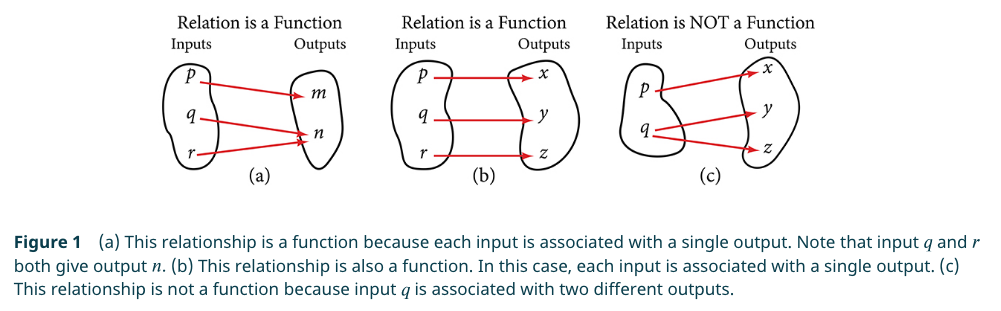 Relation is a Function
Inputs Outputs
p
q
r
m
n
(a)
Relation is a Function
Inputs Outputs
p
q
r
x
y
z
(b)
Relation is NOT a Function
Inputs Outputs
p
q
x
y
z
(c)
Figure 1 (a) This relationship is a function because each input is associated with a single output. Note that input q and r
both give output n. (b) This relationship is also a function. In this case, each input is associated with a single output. (c)
This relationship is not a function because input q is associated with two different outputs.